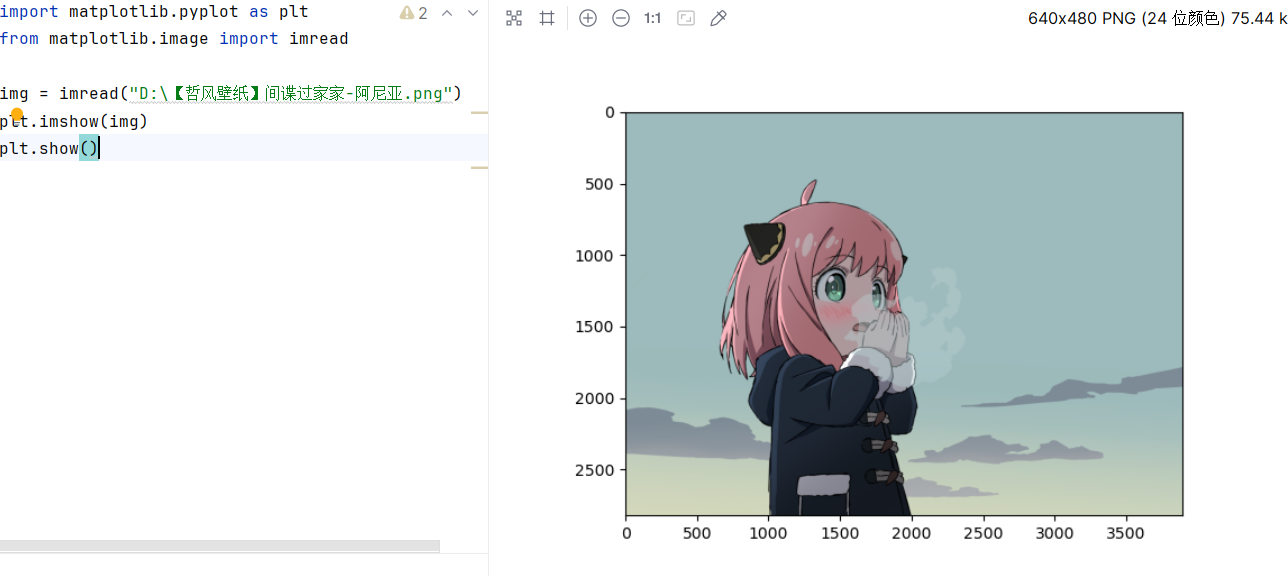 import matplotlib.pyplot as plt
2
from matplotlib.image import imread
img = imread("D:\【哲风壁纸】间谍过家家-阿尼亚.png")
plt.imshow(img)
plt.show()
1:1
640x480 PNG (24 位颜色) 75.44 k
0
500
1000
1500
2000
2500
0
500
1000
1500
2000
2500
3000
3500